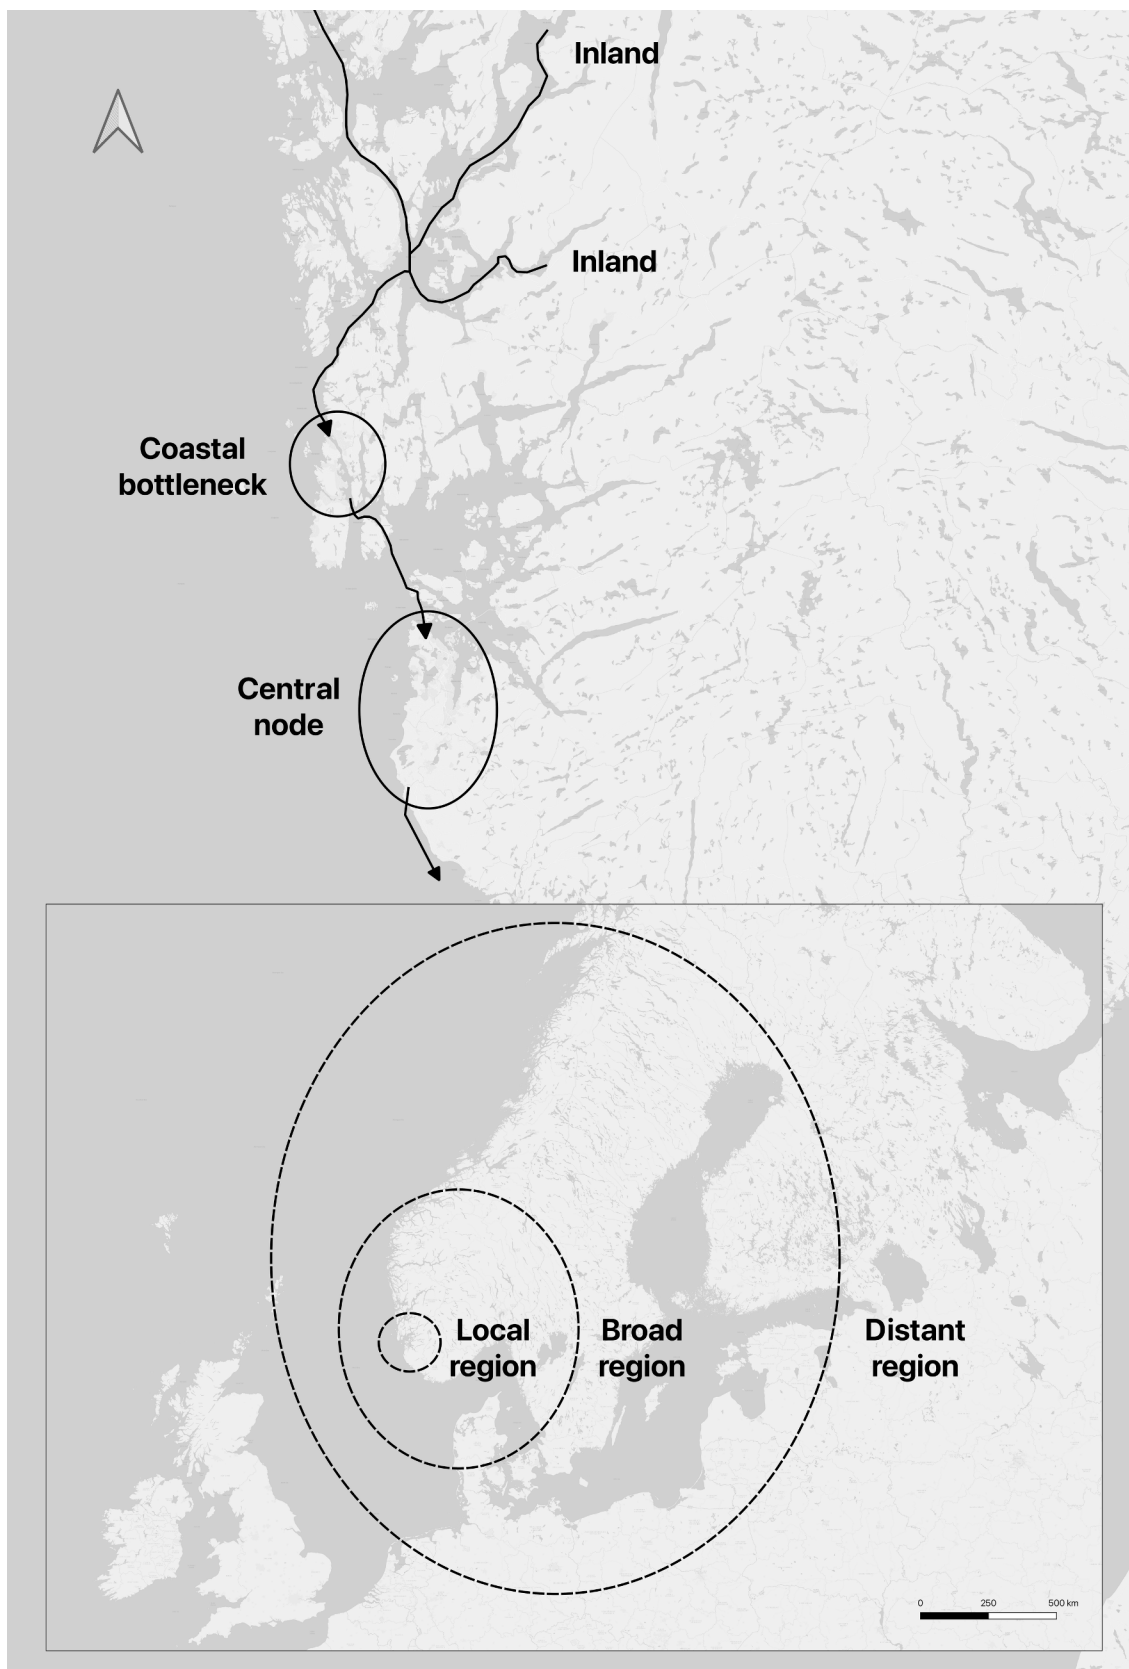 Inland
Inland
Coastal
bottleneck
Central
node
Local
region
Broad
region
Distant
region
0 250 500 km